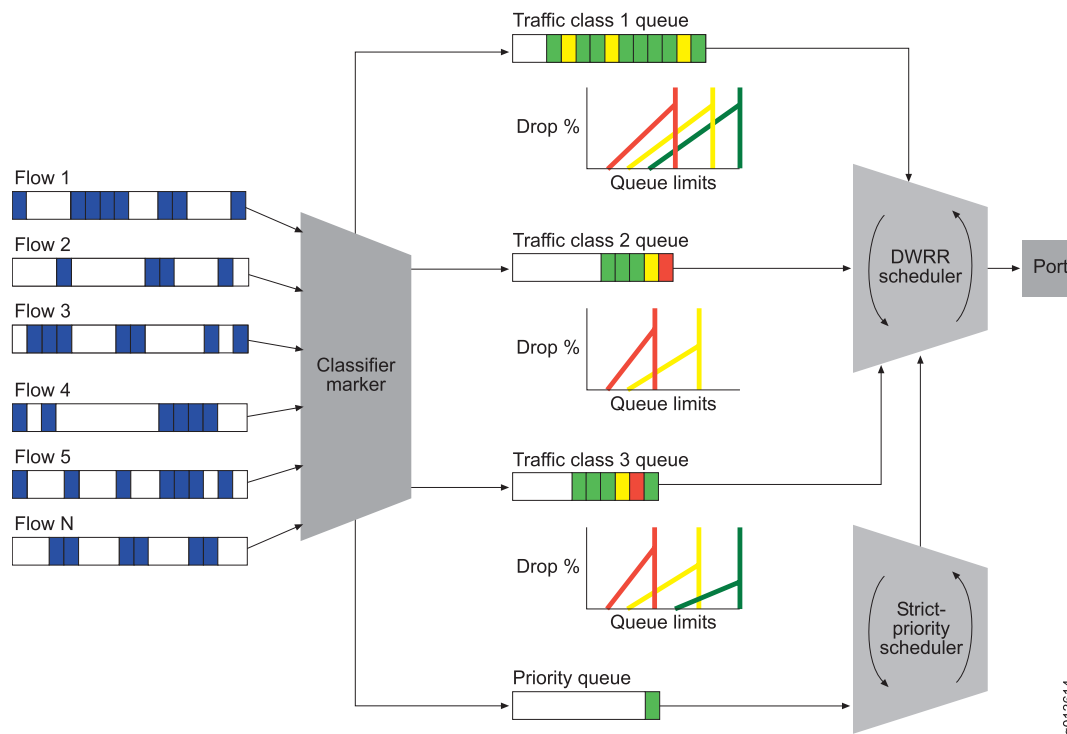 Traffic class 1 queue
Drop %
Queue limits
Flow 1
Flow 2
Flow 3
Flow 4
Flow 5
Flow N
Classifier
marker
Traffic class 2 queue
Drop %
Queue limits
DWRR
scheduler
Port
Traffic class 3 queue
Drop %
Queue limits
Strict-
priority
scheduler
Priority queue